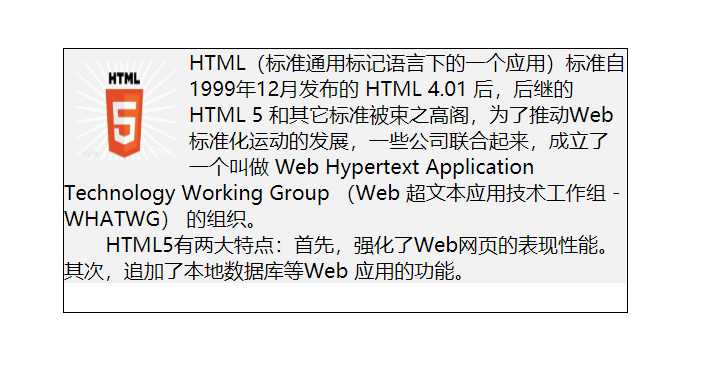 HTML
5
HTML（标准通用标记语言下的一个应用）标准自
1999年12月发布的 HTML 4.01 后，后继的
HTML 5 和其它标准被束之高阁，为了推动Web
标准化运动的发展，一些公司联合起来，成立了
一个叫做 Web Hypertext Application
Technology Working Group （Web 超文本应用技术工作组 -
WHATWG） 的组织。
HTML5有两大特点：首先，强化了Web网页的表现性能。
其次，追加了本地数据库等Web 应用的功能。